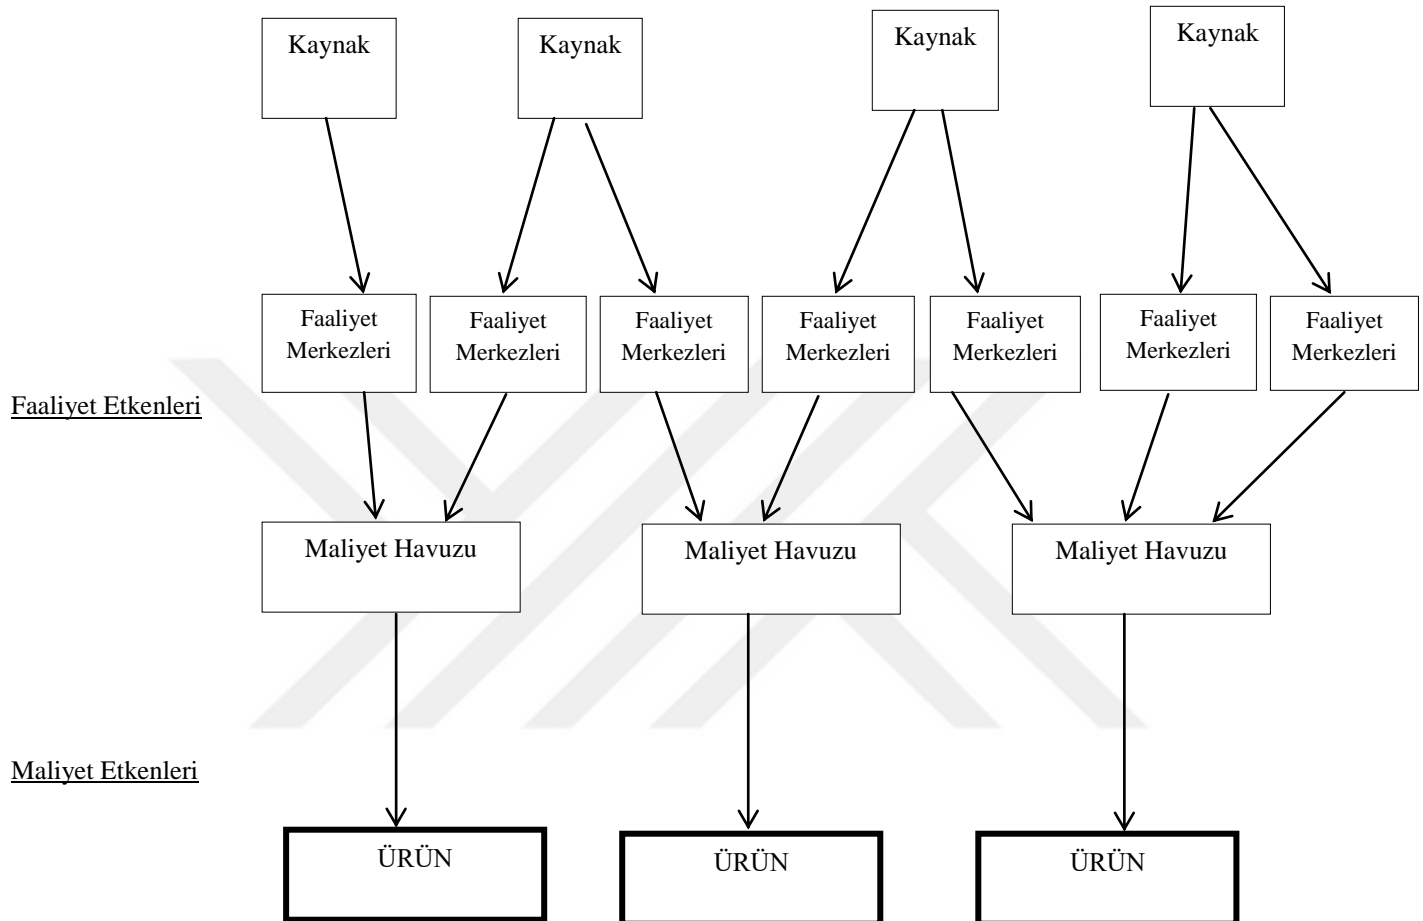 Kaynak
Kaynak
Kaynak
Kaynak
Faaliyet
Merkezleri
Faaliyet
Merkezleri
Faaliyet
Merkezleri
Faaliyet
Merkezleri
Faaliyet
Merkezleri
Faaliyet
Merkezleri
Faaliyet
Merkezleri
Faaliyet Etkenleri
Maliyet Havuzu
Maliyet Havuzu
Maliyet Havuzu
Maliyet Etkenleri
ÜRÜN
ÜRÜN
ÜRÜN